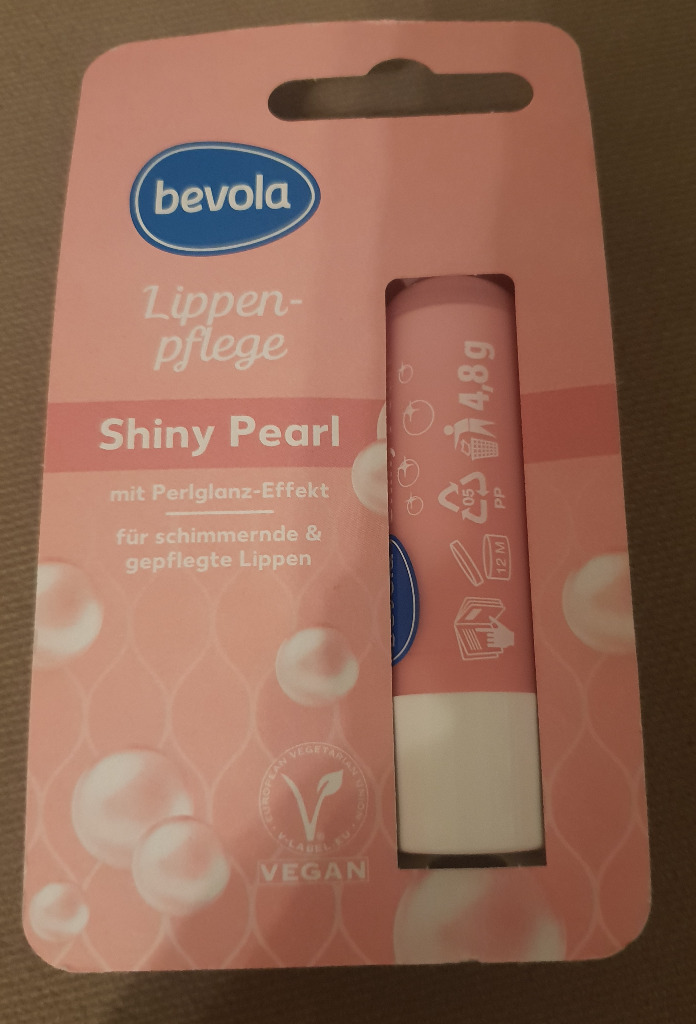 bevola
Lippen-
pflege
Shiny Pearl
mit Perlglanz-Effekt
für schimmernde &
gepflegte Lippen
4,8g
05
PP
12 M
EUROPEAN VEGETARIAN UNION
V-LABEL.EU
VEGAN